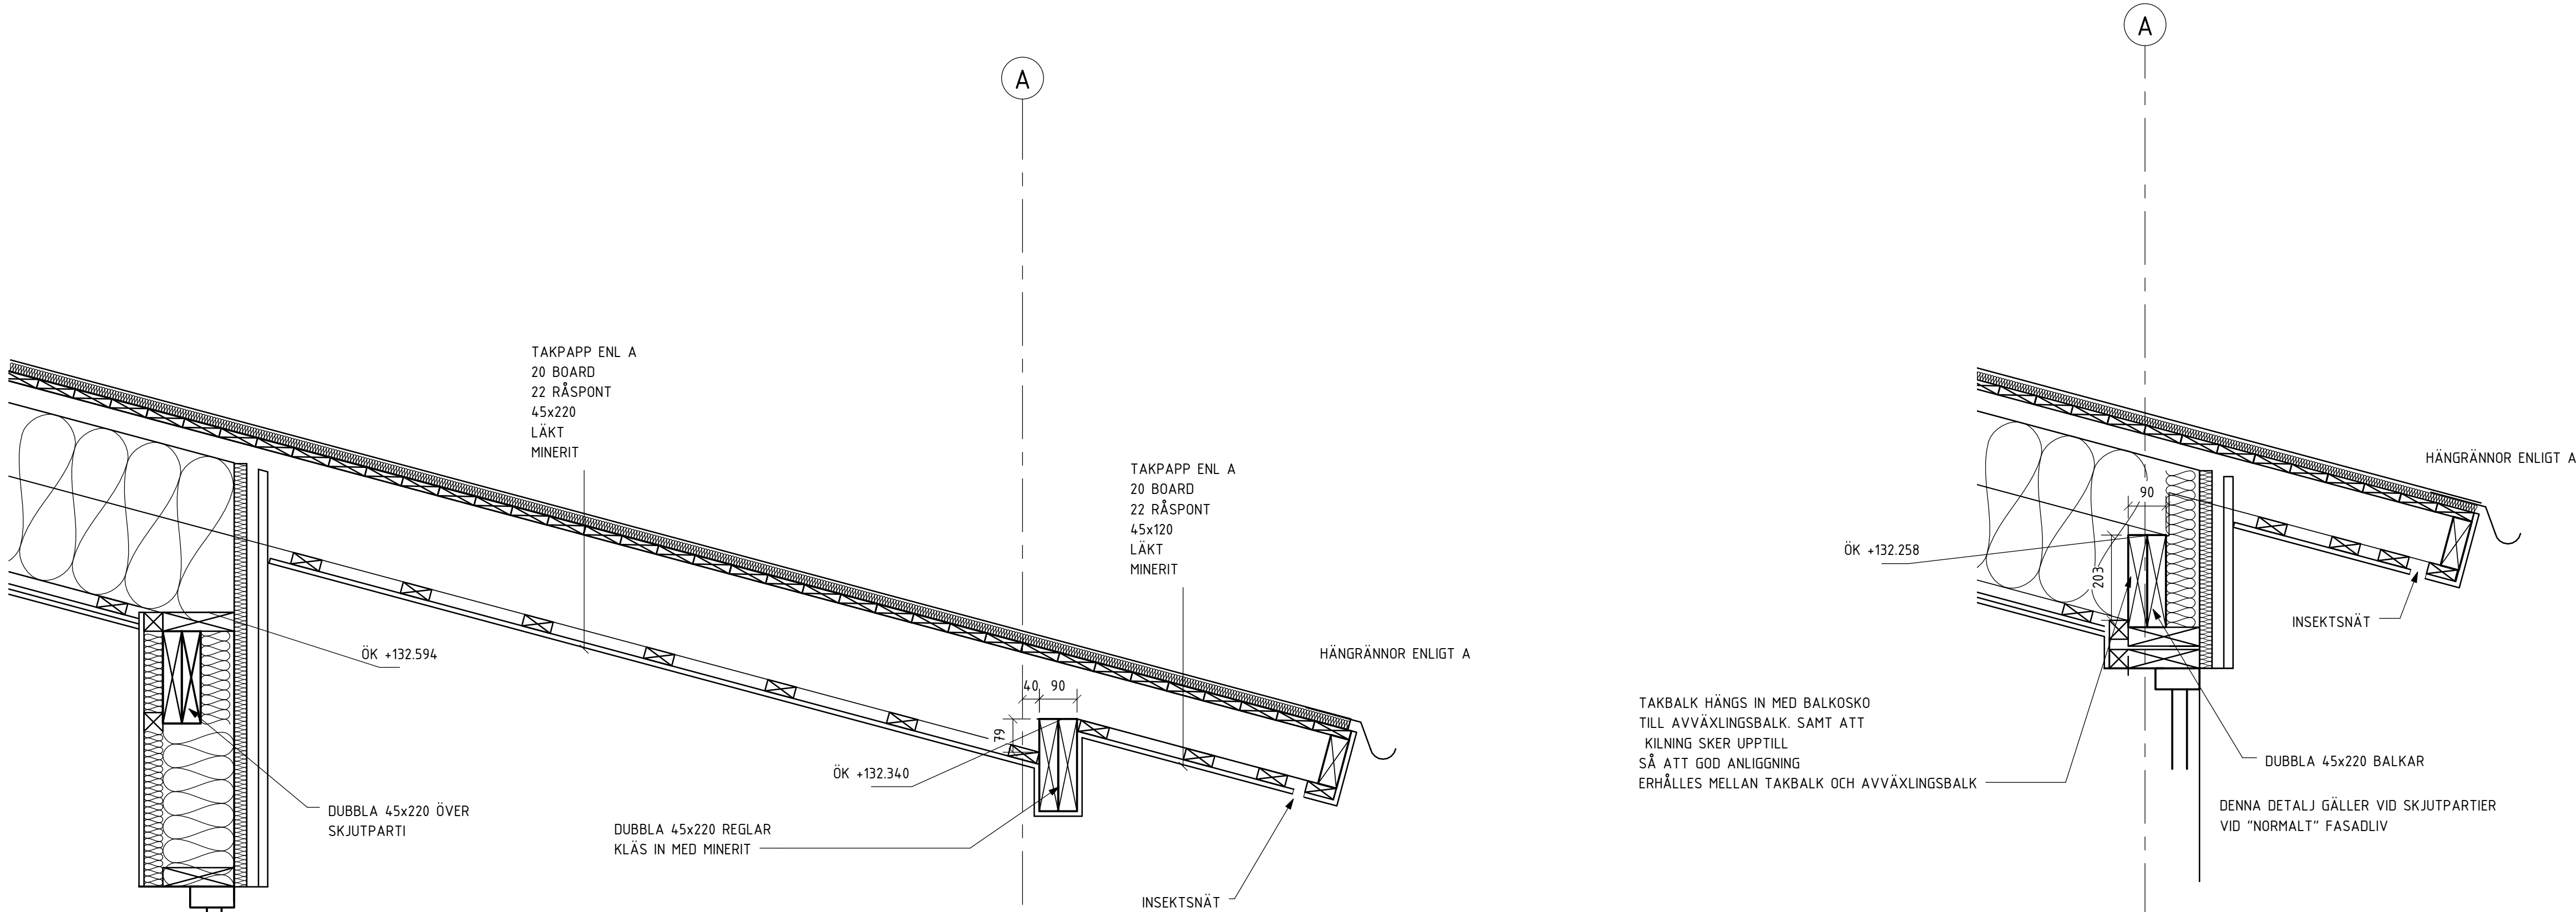 A
TAKPAPP ENL A
20 BOARD
22 RÅSPONT
45x220
LÄKT
MINERIT
TAKPAPP ENL A
20 BOARD
22 RÅSPONT
45x120
LÄKT
MINERIT
HÄNGRÄNNOR ENLIGT A
ÖK +132.594
40 90
79
ÖK +132.340
DUBBLA 45x220 ÖVER
SKJUTPARTI
DUBBLA 45x220 REGLAR
KLÄS IN MED MINERIT
INSEKTSNÄT
A
HÄNGRÄNNOR ENLIGT A
90
ÖK +132.258
203
INSEKTSNÄT
TAKBALK HÄNGS IN MED BALKOSKO
TILL AVVÄXLINGSBALK. SAMT ATT
KILNING SKER UPPTILL
SÅ ATT GOD ANLIGGNING
ERHÅLLES MELLAN TAKBALK OCH AVVÄXLINGSBALK
DUBBLA 45x220 BALKAR
DENNA DETALJ GÄLLER VID SKJUTPARTIER
VID "NORMALT" FASADLIV